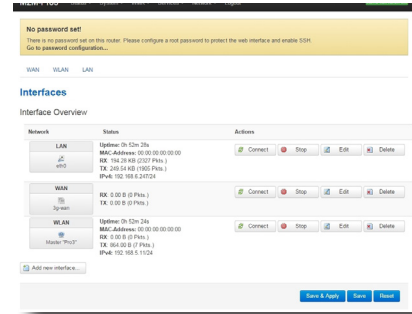 No password set!
There is no password set on this router. Please configure a root password to protect the web interface and enable SSH.
Go to password configuration...
WAN WLAN LAN
Interfaces
Interface Overview
Network Status Actions
LAN
eth0
Uptime: 0h 52m 28s
MAC-Address: 00:00:00:00:00:00
RX: 194.28 KB (2327 Pkts.)
TX: 249.54 KB (1905 Pkts.)
IPv4: 192.168.6.247/24
Connect Stop Edit Delete
WAN
3g-wan
RX: 0.00 B (0 Pkts.)
TX: 0.00 B (0 Pkts.)
Connect Stop Edit Delete
WLAN
Master "Pro3"
Uptime: 0h 52m 24s
MAC-Address: 00:00:00:00:00:00
RX: 0.00 B (0 Pkts.)
TX: 864.00 B (7 Pkts.)
IPv4: 192.168.5.11/24
Connect Stop Edit Delete
Add new interface...
Save & Apply Save Reset